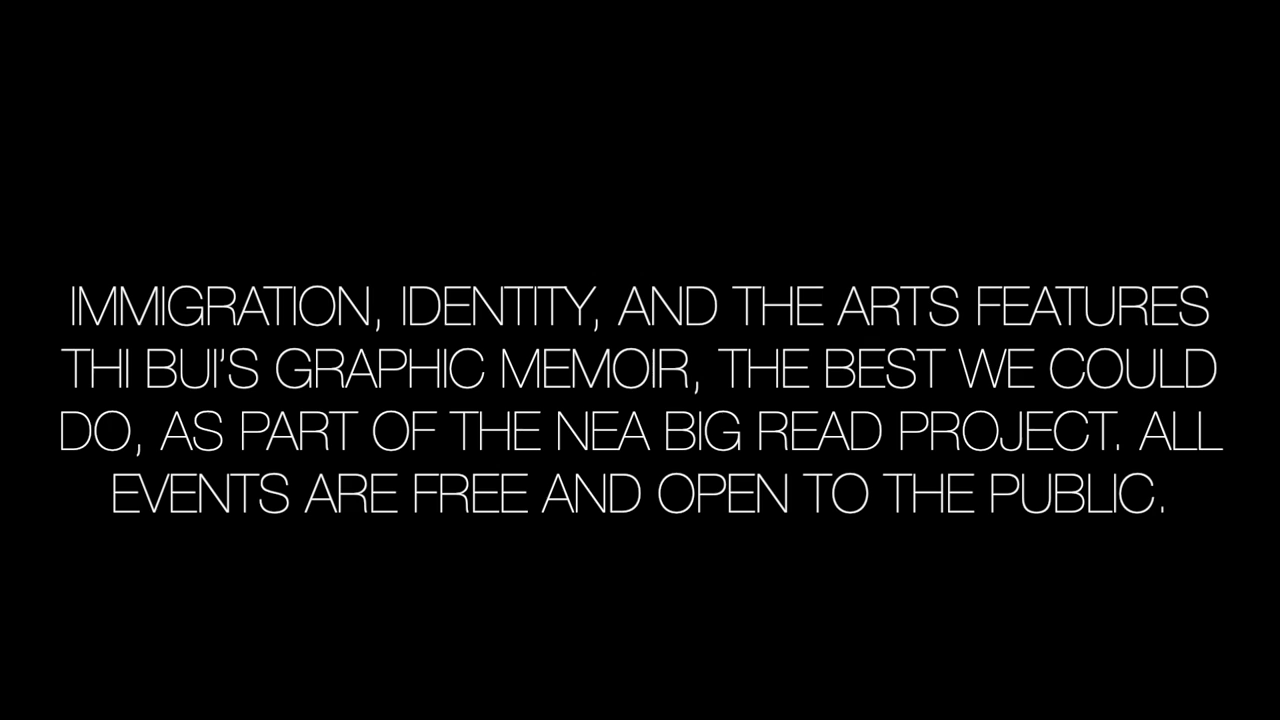 IMMIGRATION, IDENTITY, AND THE ARTS FEATURES
THI BUI’S GRAPHIC MEMOIR, THE BEST WE COULD
DO, AS PART OF THE NEA BIG READ PROJECT. ALL
EVENTS ARE FREE AND OPEN TO THE PUBLIC.